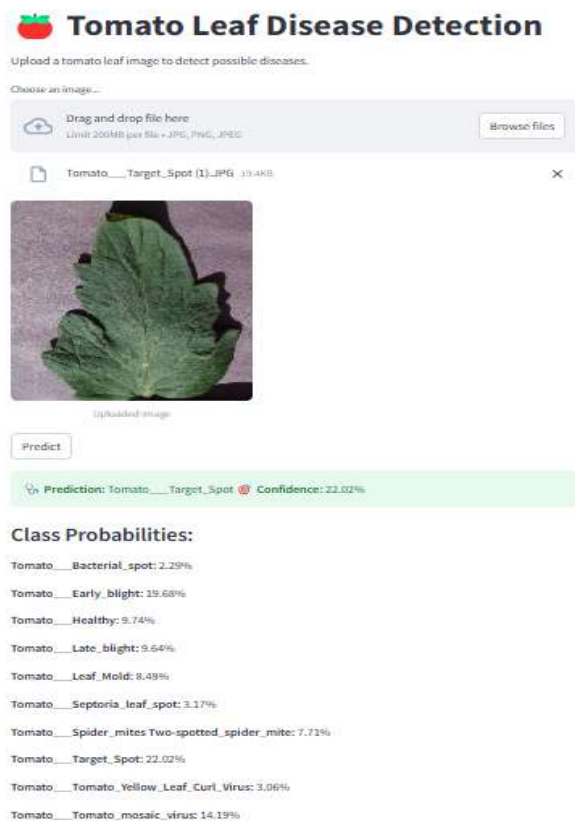 Tomato Leaf Disease Detection
Upload a tomato leaf image to detect possible diseases.
Choose an image...
Drag and drop file here
Limit 200MB per file • JPG, PNG, JPEG
Browse files
Tomato___Target_Spot (1).JPG 19.4KB
Uploaded Image
Predict
Prediction: Tomato___Target_Spot Confidence: 22.02%
Class Probabilities:
Tomato___Bacterial_spot: 2.29%
Tomato___Early_blight: 19.68%
Tomato___Healthy: 9.74%
Tomato___Late_blight: 9.64%
Tomato___Leaf_Mold: 8.49%
Tomato___Septoria_leaf_spot: 3.17%
Tomato___Spider_mites Two-spotted_spider_mite: 7.71%
Tomato___Target_Spot: 22.02%
Tomato___Tomato_Yellow_Leaf_Curl_Virus: 3.06%
Tomato___Tomato_mosaic_virus: 14.19%